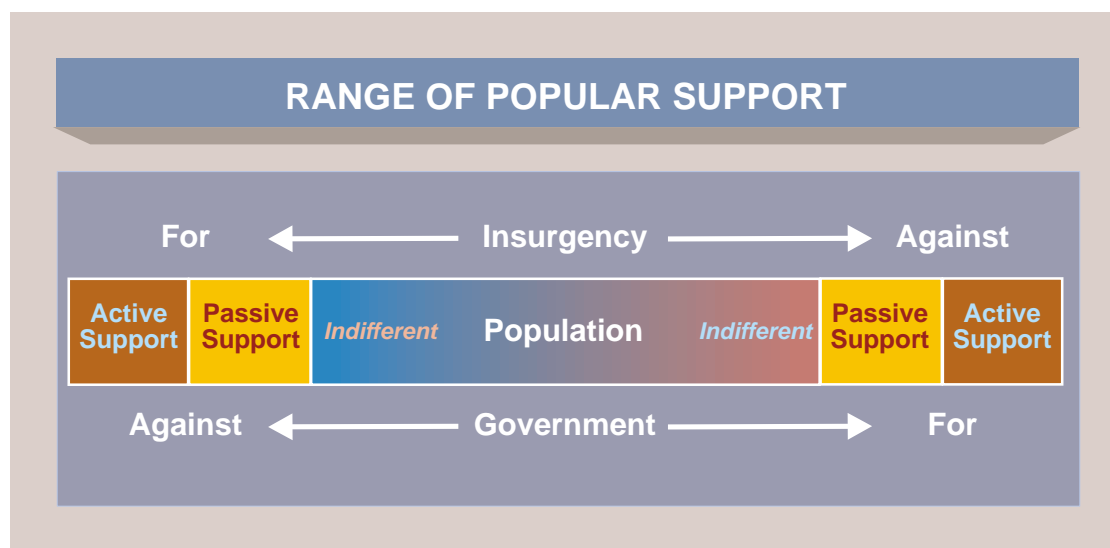 RANGE OF POPULAR SUPPORT
For Insurgency Against
Active Support
Passive Support
Indifferent
Population
Indifferent
Passive Support
Active Support
Against Government For